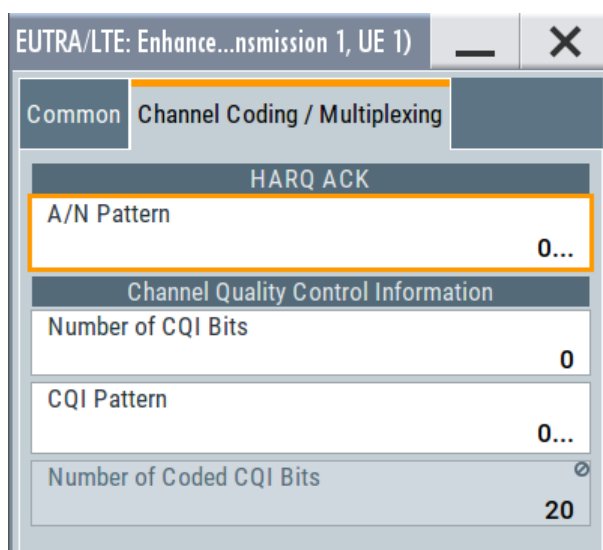 EUTRA/LTE: Enhance...nsmission 1, UE 1)
Common Channel Coding / Multiplexing
HARQ ACK
A/N Pattern
0...
Channel Quality Control Information
Number of CQI Bits
0
CQI Pattern
0...
Number of Coded CQI Bits
20